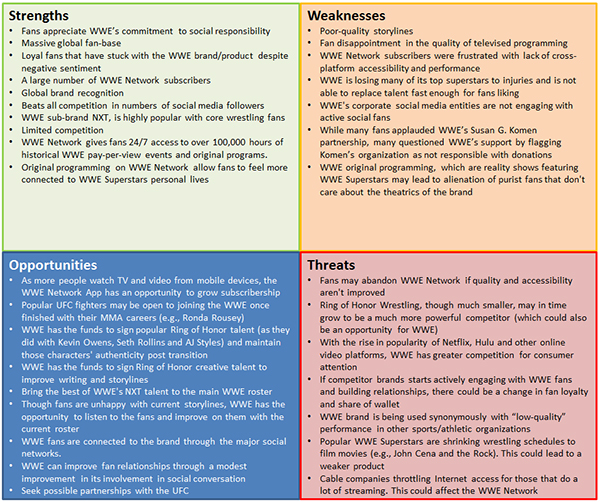 Strengths
• Fans appreciate WWE's commitment to social responsibility
• Massive global fan-base
• Loyal fans that have stuck with the WWE brand/product despite
negative sentiment
• A large number of WWE Network subscribers
• Global brand recognition
• Beats all competition in numbers of social media followers
• WWE sub-brand NXT, is highly popular with core wrestling fans
• Limited competition
• WWE Network gives fans 24/7 access to over 100,000 hours of
historical WWE pay-per-view events and original programs.
• Original programming on WWE Network allow fans to feel more
connected to WWE Superstars personal lives
Weaknesses
• Poor-quality storylines
• Fan disappointment in the quality of televised programming
• WWE Network subscribers were frustrated with lack of cross-
platform accessibility and performance
• WWE is losing many of its top superstars to injuries and is not
able to replace talent fast enough for fans liking
• WWE's corporate social media entities are not engaging with
active social fans
• While many fans applauded WWE's Susan G. Komen
partnership, many questioned WWE's support by flagging
Komen's organization as not responsible with donations
• WWE original programming, which are reality shows featuring
WWE Superstars may lead to alienation of purist fans that don't
care about the theatrics of the brand
Opportunities
• As more people watch TV and video from mobile devices, the
WWE Network App has an opportunity to grow subscribership
• Popular UFC fighters may be open to joining the WWE once
finished with their MMA careers (e.g., Ronda Rousey)
• WWE has the funds to sign popular Ring of Honor talent (as they
did with Kevin Owens, Seth Rollins and AJ Styles) and maintain
those characters' authenticity post transition
• WWE has the funds to sign Ring of Honor creative talent to
improve writing and storylines
• Bring the best of WWE's NXT talent to the main WWE roster
• Though fans are unhappy with current storylines, WWE has the
opportunity to listen to the fans and improve on them with the
current roster
• WWE fans are connected to the brand through the major social
networks.
• WWE can improve fan relationships through a modest
improvement in its involvement in social conversation
• Seek possible partnerships with the UFC
Threats
• Fans may abandon WWE Network if quality and accessibility
aren't improved
• Ring of Honor Wrestling, though much smaller, may in time
grow to be a much more powerful competitor (which could also
be an opportunity for WWE)
• With the rise in popularity of Netflix, Hulu and other online
video platforms, WWE has greater competition for consumer
attention
• If competitor brands starts actively engaging with WWE fans
and building relationships, there could be a change in fan loyalty
and share of wallet
• WWE brand is being used synonymously with "low-quality"
performance in other sports/athletic organizations
• Popular WWE Superstars are shrinking wrestling schedules to
film movies (e.g., John Cena and the Rock). This could lead to a
weaker product
• Cable companies throttling Internet access for those that do a
lot of streaming. This could affect the WWE Network